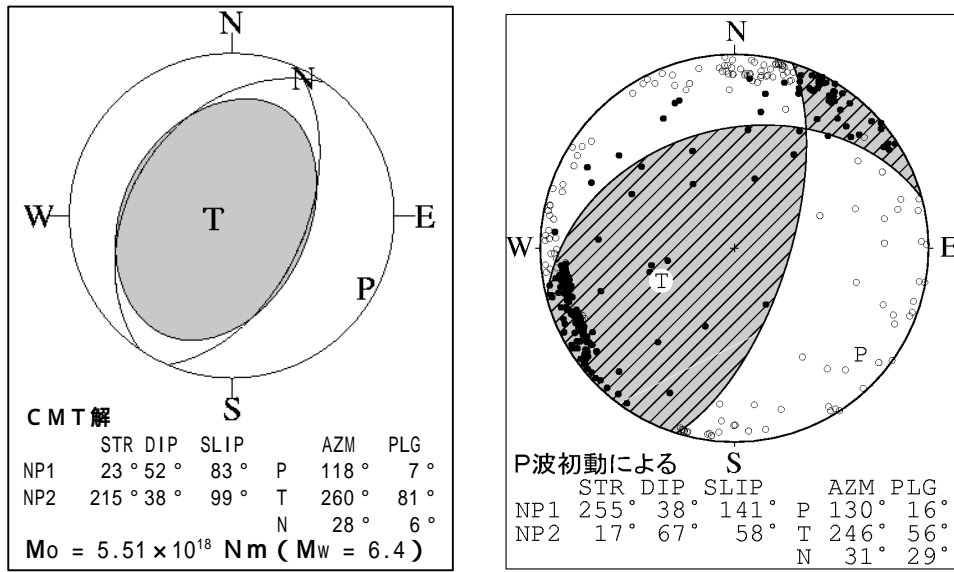 N
N
W
T
E
P
S
CMT解
STR DIP SLIP AZM PLG
NP1 23° 52° 83° P 118° 7°
NP2 215° 38° 99° T 260° 81°
N 28° 6°
Mo = 5.51×10¹⁸ Nm ( Mw = 6.4 )
N
W
E
T
P
S
P波初動による
STR DIP SLIP AZM PLG
NP1 255° 38° 141° P 130° 16°
NP2 17° 67° 58° T 246° 56°
N 31° 29°